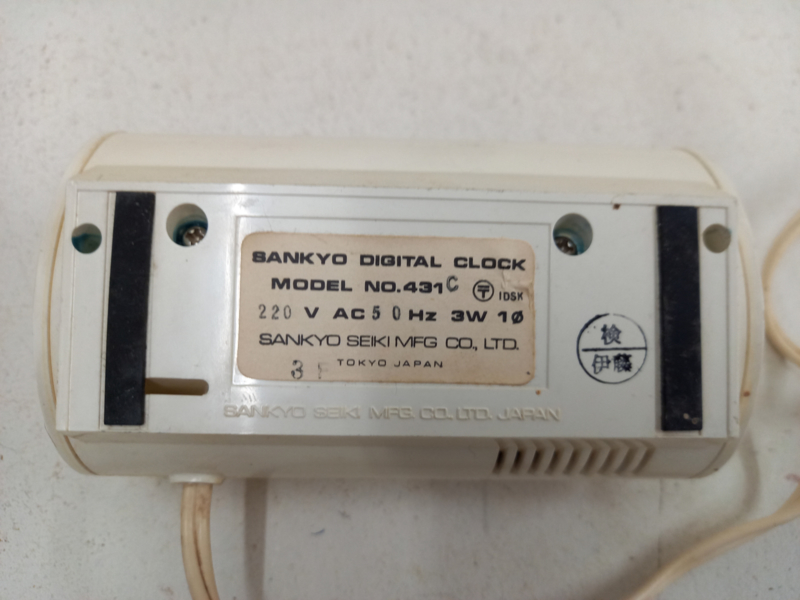 SANKYO DIGITAL CLOCK
MODEL NO.431C 〒 IDSK
220 V AC 50 Hz 3W 1Ø
SANKYO SEIKI MFG CO., LTD.
TOKYO JAPAN
3 F
検
伊藤
SANKYO SEIKI MFG. CO. LTD. JAPAN